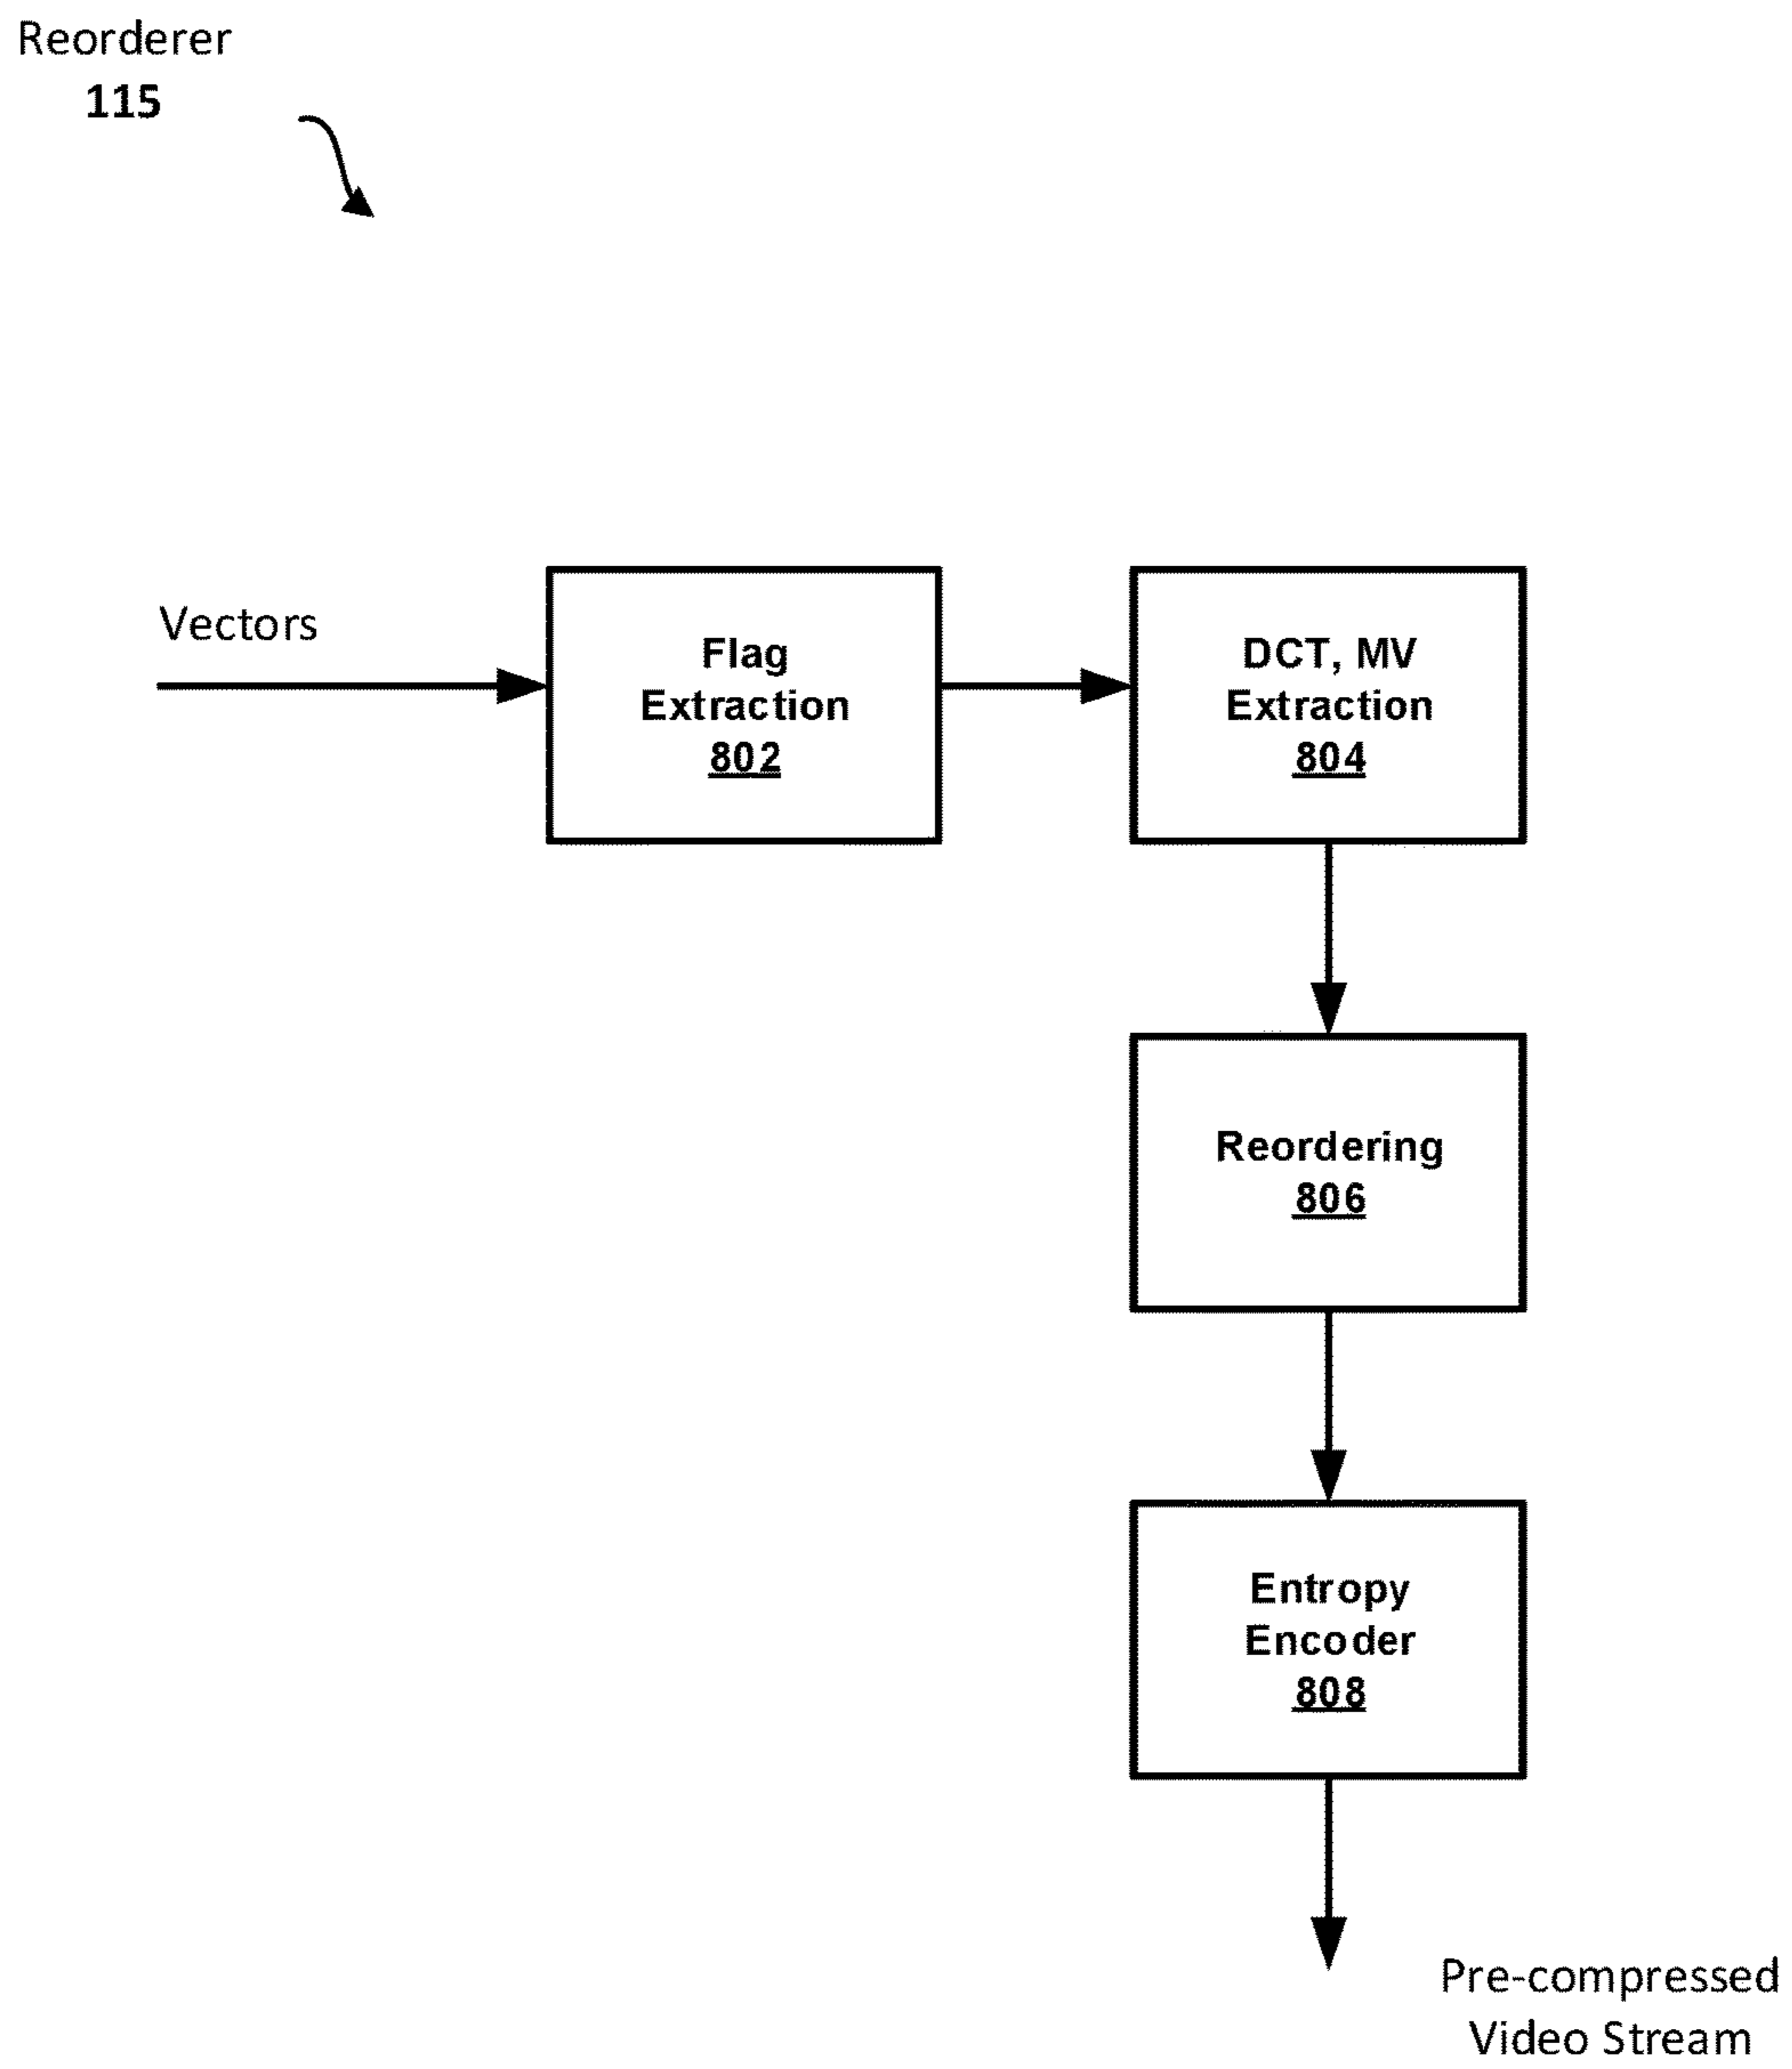 Reorderer
115
Vectors
Flag
Extraction
802
DCT, MV
Extraction
804
Reordering
806
Entropy
Encoder
808
Pre-compressed
Video Stream